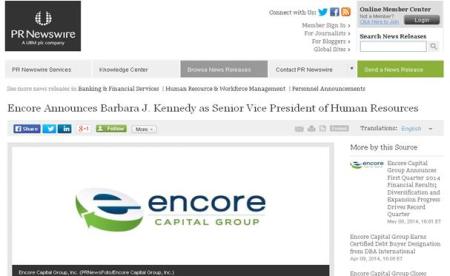 PR Newswire
A UBM plc company
Connect with Us:
Member Sign In
For Journalists
For Bloggers
Global Sites
Online Member Center
Not a Member?
Click Here to Join
Login
Search News Releases
PR Newswire Services
Knowledge Center
Browse News Releases
Contact PR Newswire
Send a News Release
See more news releases in Banking & Financial Services | Human Resource & Workforce Management | Personnel Announcements
Encore Announces Barbara J. Kennedy as Senior Vice President of Human Resources
Share
Tweet
Share
Follow
More
Translations: English
More by this Source
encore
CAPITAL GROUP
encore
Encore Capital Group Announces First Quarter 2014 Financial Results; Diversification and Expansion Progress Drives Record Quarter
May 08, 2014, 16:01 ET
Encore Capital Group Earns Certified Debt Buyer Designation from DBA International
Apr 09, 2014, 16:01 ET
Encore Capital Group Closes
Encore Capital Group, Inc. (PRNewsFoto/Encore Capital Group, Inc.)